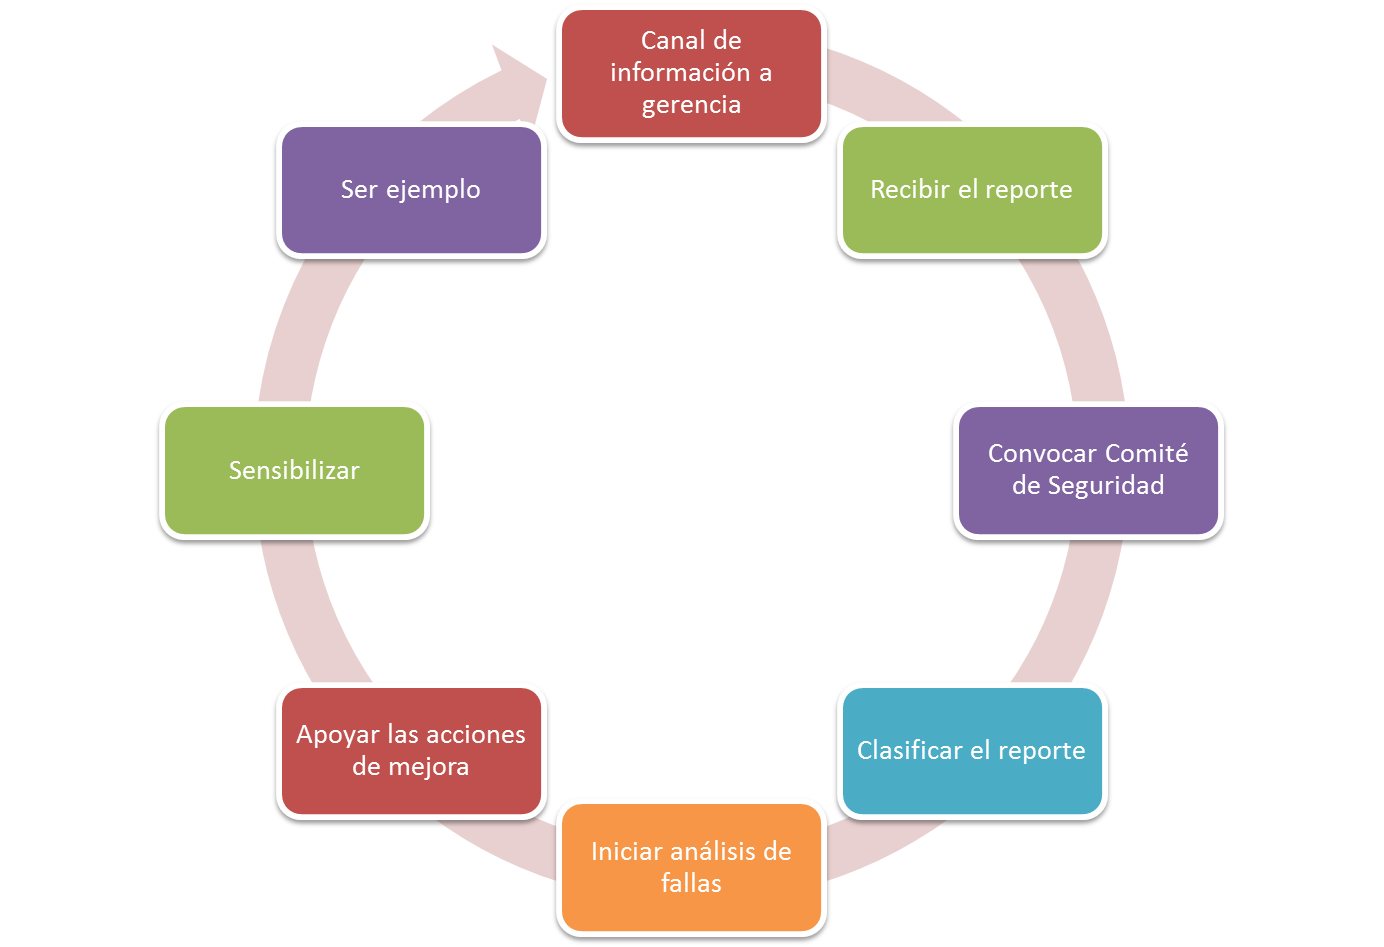 Canal de
información a
gerencia
Recibir el reporte
Convocar Comité
de Seguridad
Clasificar el reporte
Iniciar análisis de
fallas
Apoyar las acciones
de mejora
Sensibilizar
Ser ejemplo